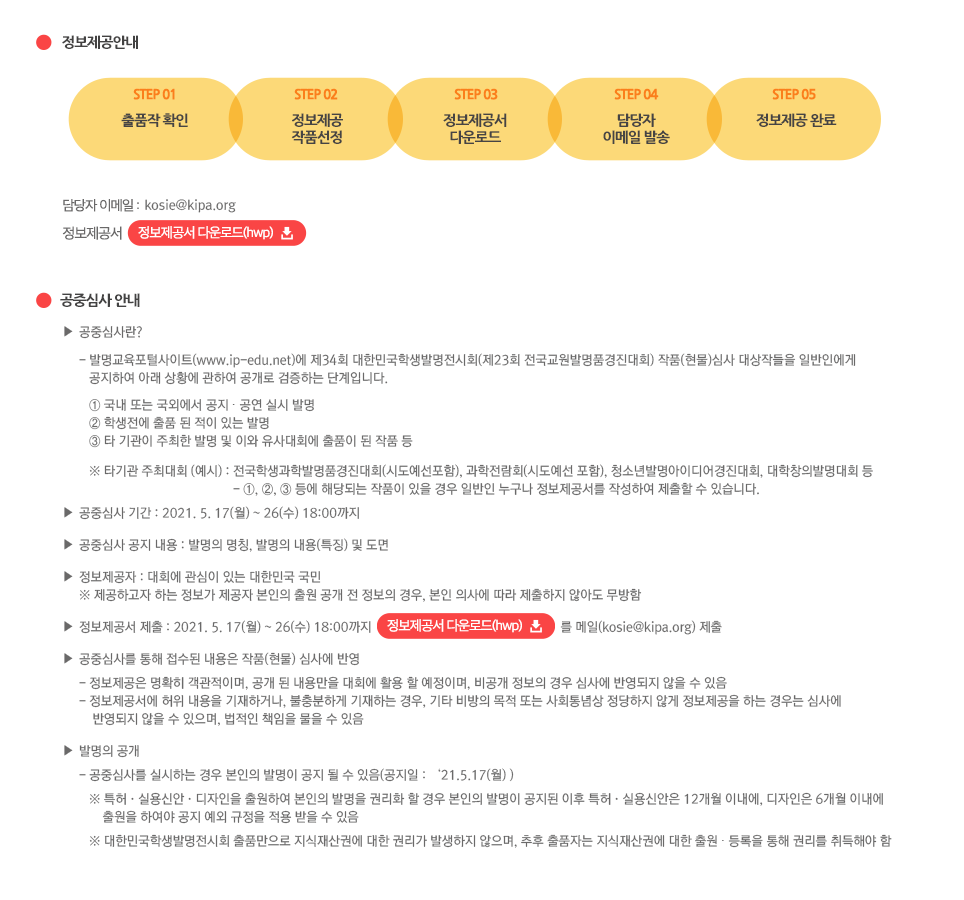 정보제공안내
STEP 01
출품작 확인
STEP 02
정보제공
작품선정
STEP 03
정보제공서
다운로드
STEP 04
담당자
이메일 발송
STEP 05
정보제공 완료
담당자 이메일 : kosie@kipa.org
정보제공서 정보제공서 다운로드(hwp)
공중심사 안내
▶ 공중심사란?
- 발명교육포털사이트(www.ip-edu.net)에 제34회 대한민국학생발명전시회(제23회 전국교원발명품경진대회) 작품(현물)심사 대상작들을 일반인에게
공지하여 아래 상황에 관하여 공개로 검증하는 단계입니다.
① 국내 또는 국외에서 공지 · 공연 실시 발명
② 학생전에 출품 된 적이 있는 발명
③ 타 기관이 주최한 발명 및 이와 유사대회에 출품이 된 작품 등
※ 타기관 주최대회 (예시) : 전국학생과학발명품경진대회(시도예선포함), 과학전람회(시도예선 포함), 청소년발명아이디어경진대회, 대학창의발명대회 등
- ①, ②, ③ 등에 해당되는 작품이 있을 경우 일반인 누구나 정보제공서를 작성하여 제출할 수 있습니다.
▶ 공중심사 기간 : 2021. 5. 17(월) ~ 26(수) 18:00까지
▶ 공중심사 공지 내용 : 발명의 명칭, 발명의 내용(특징) 및 도면
▶ 정보제공자 : 대회에 관심이 있는 대한민국 국민
※ 제공하고자 하는 정보가 제공자 본인의 출원 공개 전 정보의 경우, 본인 의사에 따라 제출하지 않아도 무방함
▶ 정보제공서 제출 : 2021. 5. 17(월) ~ 26(수) 18:00까지 정보제공서 다운로드(hwp) 를 메일(kosie@kipa.org) 제출
▶ 공중심사를 통해 접수된 내용은 작품(현물) 심사에 반영
- 정보제공은 명확히 객관적이며, 공개 된 내용만을 대회에 활용 할 예정이며, 비공개 정보의 경우 심사에 반영되지 않을 수 있음
- 정보제공서에 허위 내용을 기재하거나, 불충분하게 기재하는 경우, 기타 비방의 목적 또는 사회통념상 정당하지 않게 정보제공을 하는 경우는 심사에
반영되지 않을 수 있으며, 법적인 책임을 물을 수 있음
▶ 발명의 공개
- 공중심사를 실시하는 경우 본인의 발명이 공지 될 수 있음(공지일 : ‘21.5.17(월) )
※ 특허 · 실용신안 · 디자인을 출원하여 본인의 발명을 권리화 할 경우 본인의 발명이 공지된 이후 특허 · 실용신안은 12개월 이내에, 디자인은 6개월 이내에
출원을 하여야 공지 예외 규정을 적용 받을 수 있음
※ 대한민국학생발명전시회 출품만으로 지식재산권에 대한 권리가 발생하지 않으며, 추후 출품자는 지식재산권에 대한 출원 · 등록을 통해 권리를 취득해야 함